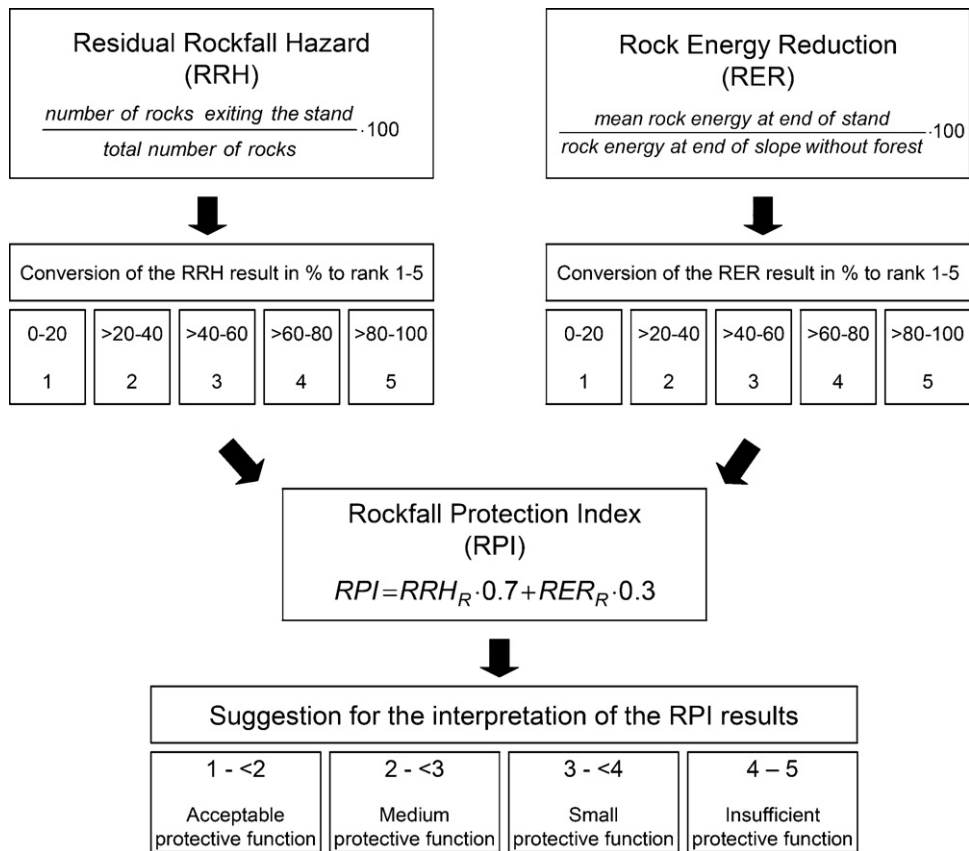 Residual Rockfall Hazard
(RRH)
number of rocks exiting the stand
total number of rocks
·100
Rock Energy Reduction
(RER)
mean rock energy at end of stand
rock energy at end of slope without forest
·100
Conversion of the RRH result in % to rank 1-5
0-20 >20-40 >40-60 >60-80 >80-100
1 2 3 4 5
Conversion of the RER result in % to rank 1-5
0-20 >20-40 >40-60 >60-80 >80-100
1 2 3 4 5
Rockfall Protection Index
(RPI)
RPI=RRH_R·0.7+RER_R·0.3
Suggestion for the interpretation of the RPI results
1 - <2
Acceptable
protective function
2 - <3
Medium
protective function
3 - <4
Small
protective function
4 – 5
Insufficient
protective function